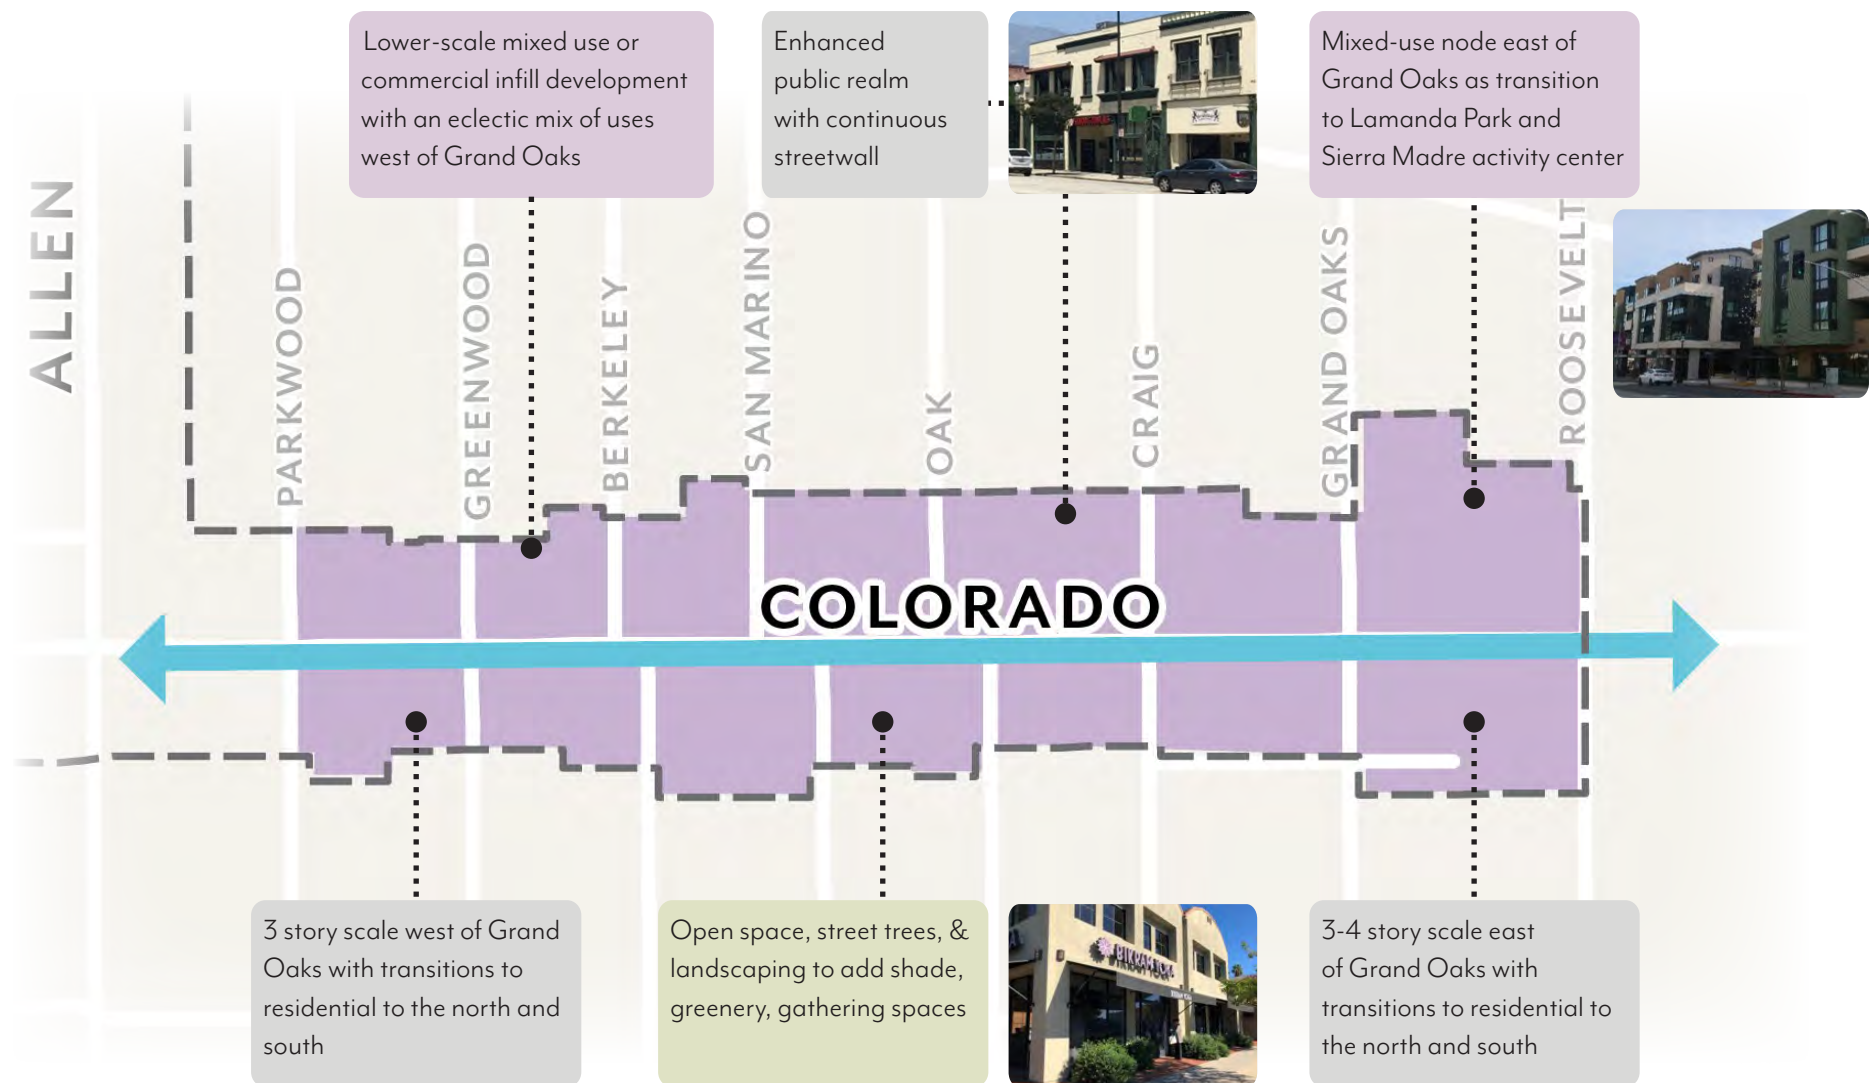 Lower-scale mixed use or
commercial infill development
with an eclectic mix of uses
west of Grand Oaks
Enhanced
public realm
with continuous
streetwall
Mixed-use node east of
Grand Oaks as transition
to Lamanda Park and
Sierra Madre activity center
ALLEN
PARKWOOD
GREENWOOD
BERKELEY
SAN MARINO
OAK
CRAIG
GRAND OAKS
ROOSEVELT
COLORADO
3 story scale west of Grand
Oaks with transitions to
residential to the north and
south
Open space, street trees, &
landscaping to add shade,
greenery, gathering spaces
BIKRAM YOGA
3-4 story scale east
of Grand Oaks with
transitions to residential to
the north and south